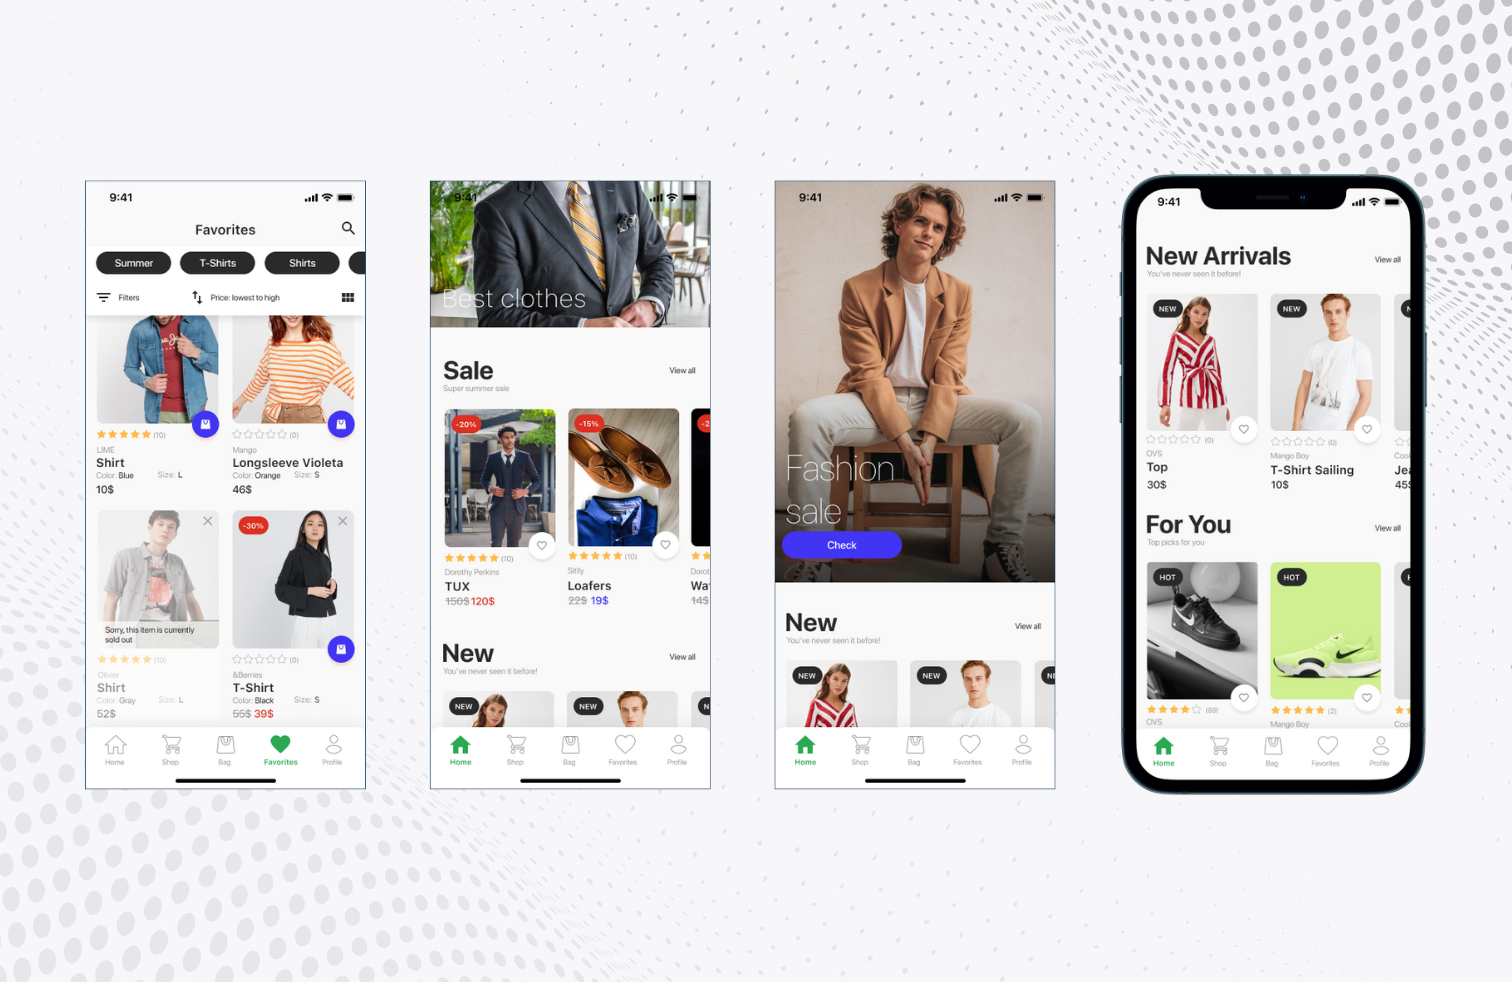 9:41
Favorites
Summer
T-Shirts
Shirts
Filters
Price: lowest to high
(10)
(0)
LIME
Mango
Shirt
Longsleeve Violeta
Color: Blue
Size: L
Color: Orange
Size: S
10$
46$
-30%
Sorry, this item is currently
sold out
(10)
(0)
Olivier
&Berries
Shirt
T-Shirt
Color: Gray
Size: L
Color: Black
Size: S
52$
55$ 39$
Home
Shop
Bag
Favorites
Profile
9:41
Best clothes
Sale
View all
Super summer sale
-20%
-15%
-2
(10)
(10)
Dorothy Perkins
Sitlly
Dorot
TUX
Loafers
Wa
150$ 120$
22$ 19$
14$
New
View all
You've never seen it before!
NEW
NEW
Home
Shop
Bag
Favorites
Profile
9:41
Fashion
sale
Check
New
View all
You've never seen it before!
NEW
NEW
NE
Home
Shop
Bag
Favorites
Profile
9:41
New Arrivals
View all
You've never seen it before!
NEW
NEW
(0)
(0)
OVS
Mango Boy
Cool
Top
T-Shirt Sailing
Jea
30$
10$
45$
For You
View all
Top picks for you
HOT
HOT
(89)
(2)
OVS
Mango Boy
Cool
Home
Shop
Bag
Favorites
Profile